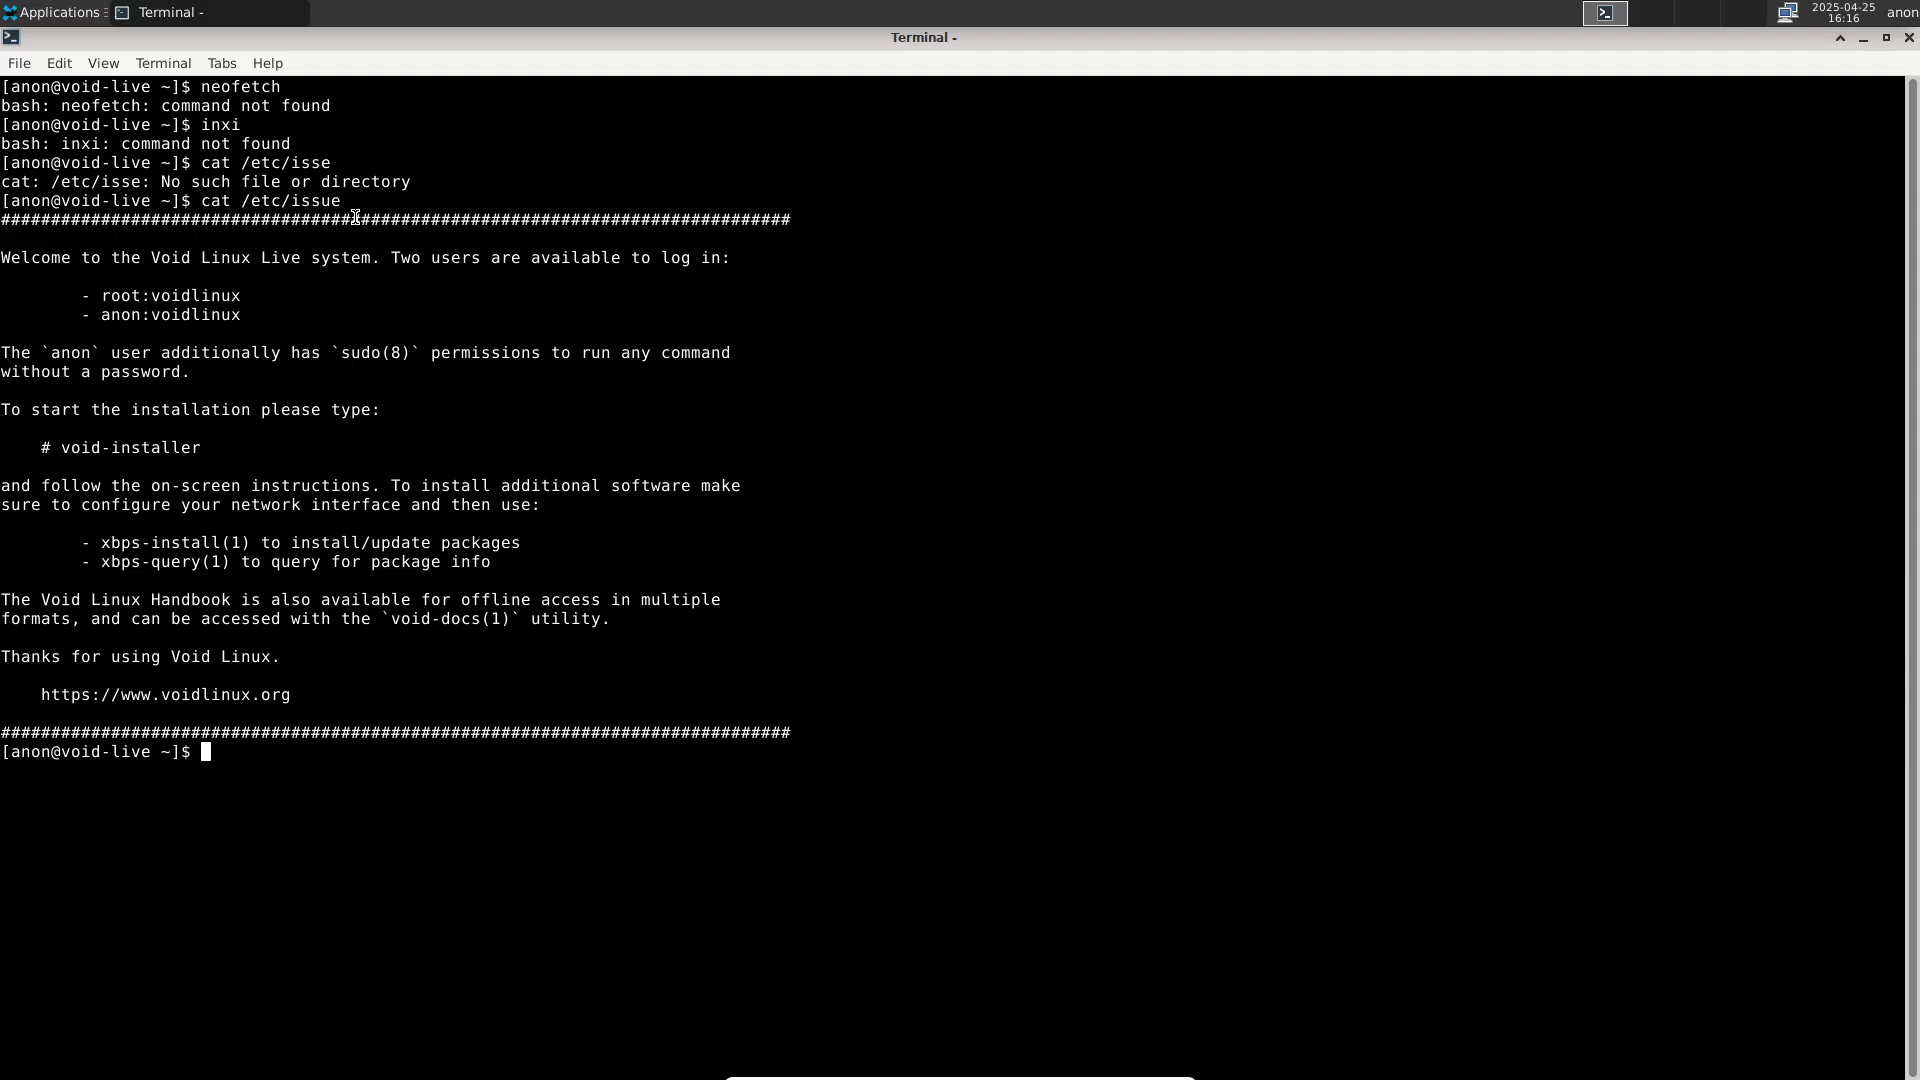 Applications
Terminal -
2025-04-25
16:16
anon
Terminal -
File Edit View Terminal Tabs Help
[anon@void-live ~]$ neofetch
bash: neofetch: command not found
[anon@void-live ~]$ inxi
bash: inxi: command not found
[anon@void-live ~]$ cat /etc/isse
cat: /etc/isse: No such file or directory
[anon@void-live ~]$ cat /etc/issue
###############################################################################
Welcome to the Void Linux Live system. Two users are available to log in:
- root:voidlinux
- anon:voidlinux
The `anon` user additionally has `sudo(8)` permissions to run any command
without a password.
To start the installation please type:
# void-installer
and follow the on-screen instructions. To install additional software make
sure to configure your network interface and then use:
- xbps-install(1) to install/update packages
- xbps-query(1) to query for package info
The Void Linux Handbook is also available for offline access in multiple
formats, and can be accessed with the `void-docs(1)` utility.
Thanks for using Void Linux.
https://www.voidlinux.org
###############################################################################
[anon@void-live ~]$